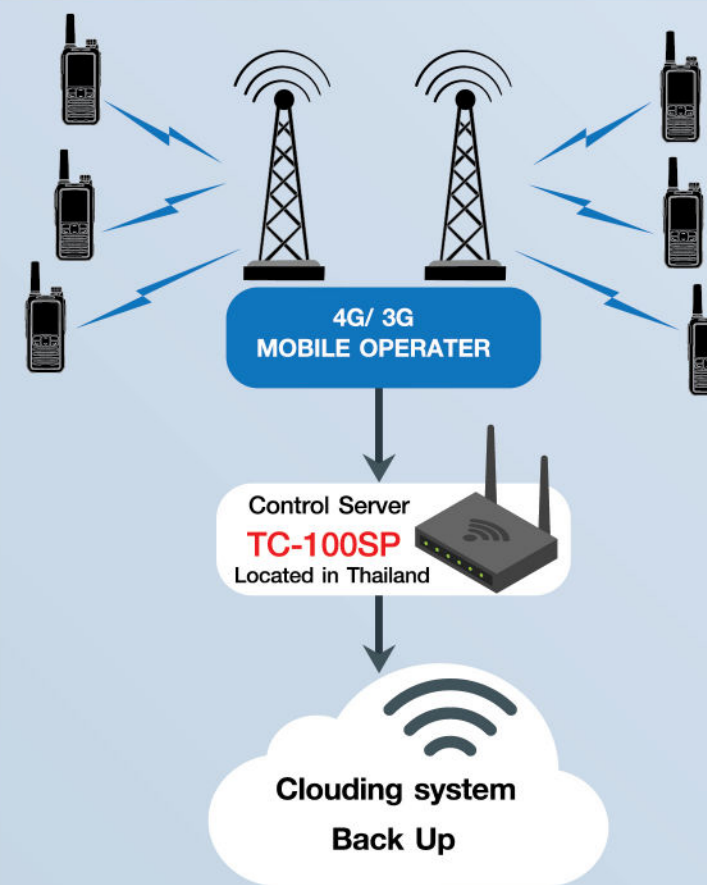 4G/ 3G
MOBILE OPERATER
Control Server
TC-100SP
Located in Thailand
Clouding system
Back Up